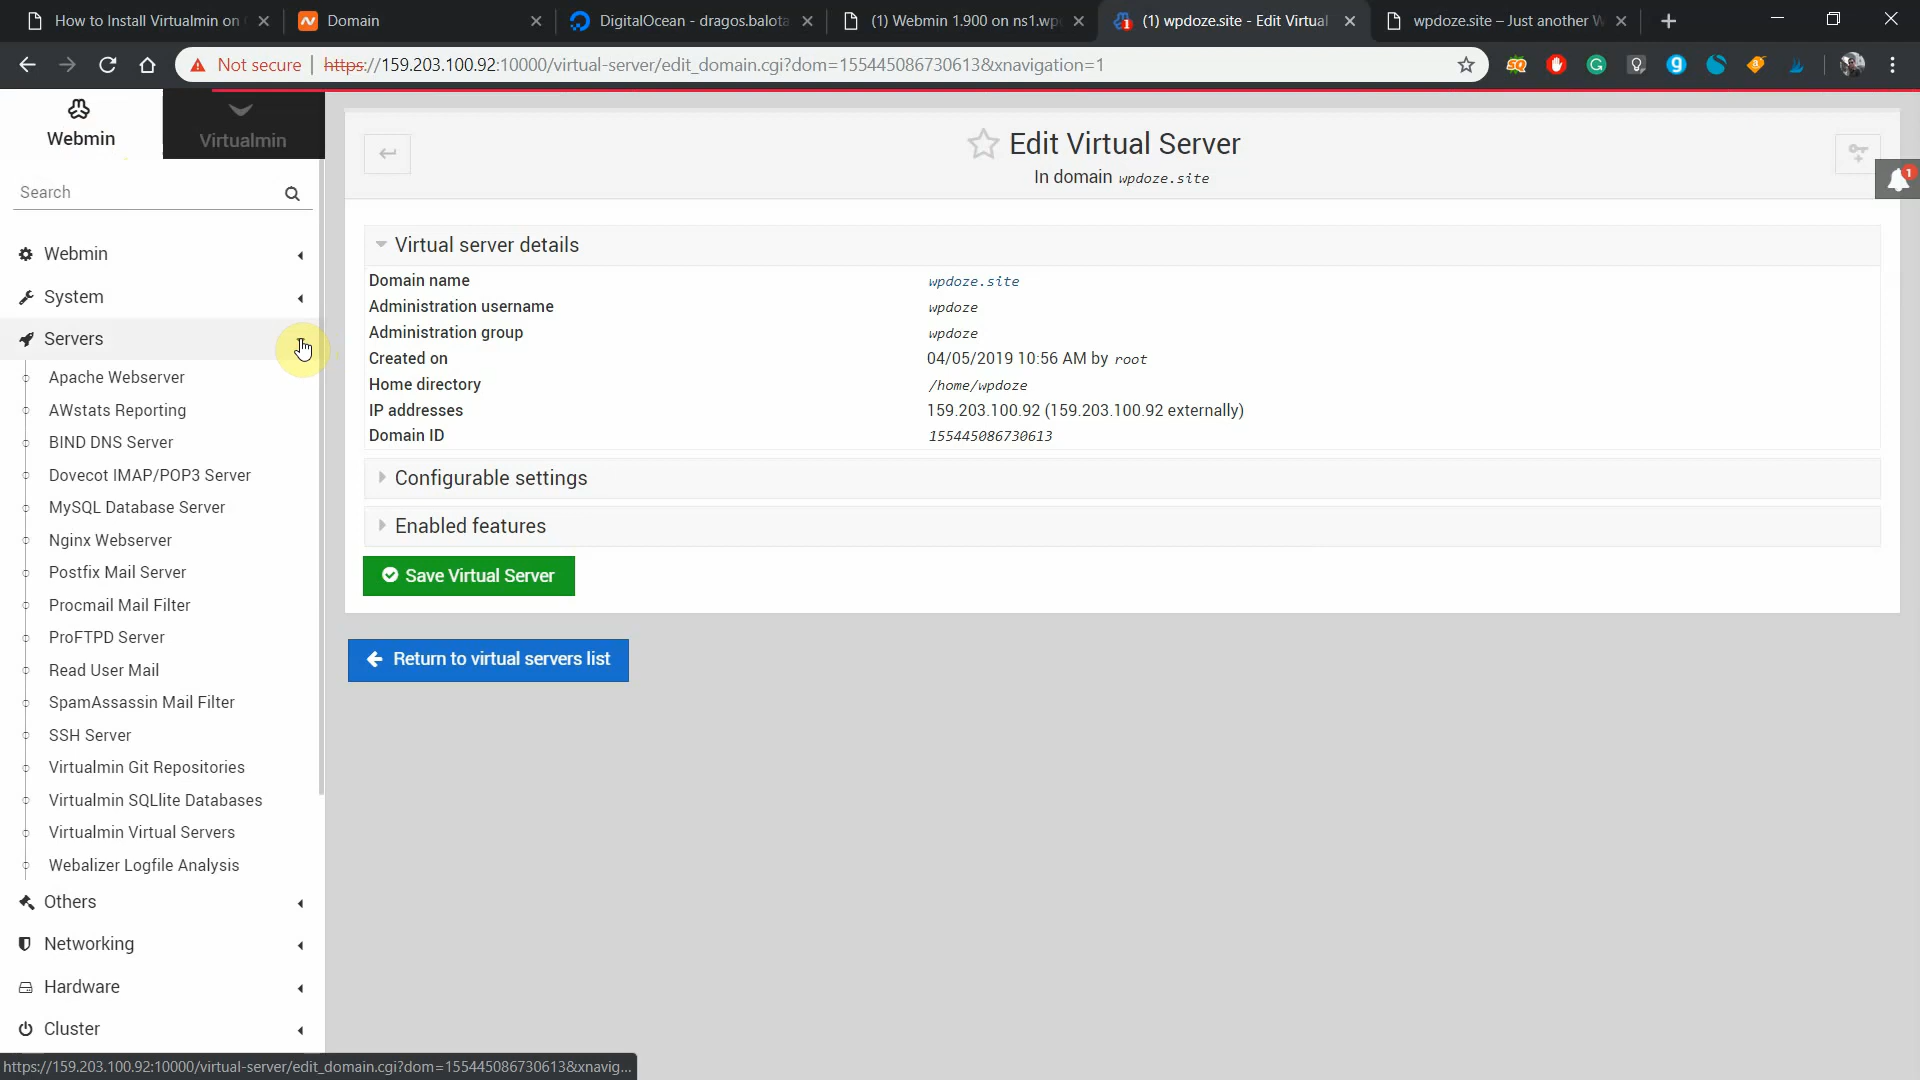 How to Install Virtualmin on
Domain
DigitalOcean - dragos.balota
(1) Webmin 1.900 on ns1.wp
(1) wpdoze.site - Edit Virtual
wpdoze.site – Just another W
Not secure | https://159.203.100.92:10000/virtual-server/edit_domain.cgi?dom=155445086730613&xnavigation=1
Webmin
Virtualmin
Search
Webmin
System
Servers
Apache Webserver
AWstats Reporting
BIND DNS Server
Dovecot IMAP/POP3 Server
MySQL Database Server
Nginx Webserver
Postfix Mail Server
Procmail Mail Filter
ProFTPD Server
Read User Mail
SpamAssassin Mail Filter
SSH Server
Virtualmin Git Repositories
Virtualmin SQLlite Databases
Virtualmin Virtual Servers
Webalizer Logfile Analysis
Others
Networking
Hardware
Cluster
Edit Virtual Server
In domain wpdoze.site
1
Virtual server details
Domain name wpdoze.site
Administration username wpdoze
Administration group wpdoze
Created on 04/05/2019 10:56 AM by root
Home directory /home/wpdoze
IP addresses 159.203.100.92 (159.203.100.92 externally)
Domain ID 155445086730613
Configurable settings
Enabled features
Save Virtual Server
Return to virtual servers list
https://159.203.100.92:10000/virtual-server/edit_domain.cgi?dom=155445086730613&xnavig...